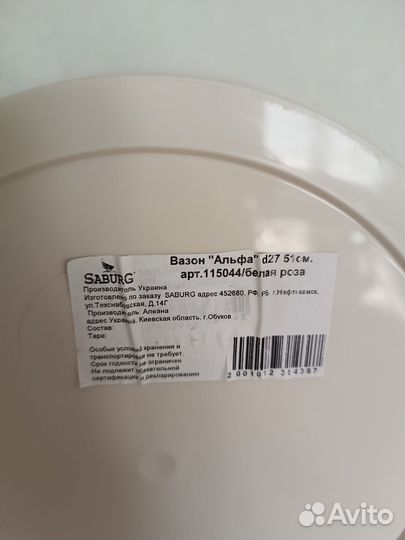 SABURG
Вазон "Альфа" d27 51см.
арт.115044/белая роза
Производитель Украина
Изготовлено по заказу SABURG адрес 452680, РФ, РБ, г.Нефтекамск,
ул.Техснабовская, Д.14Г
Производитель: Алеана
адрес Украина, Киевская область, г.Обухов
Состав:
Тара:
Особых условий хранения и
транспортировки не требует.
Срок годности не ограничен
Не подлежит обязательной
сертификации и декларированию
Avito